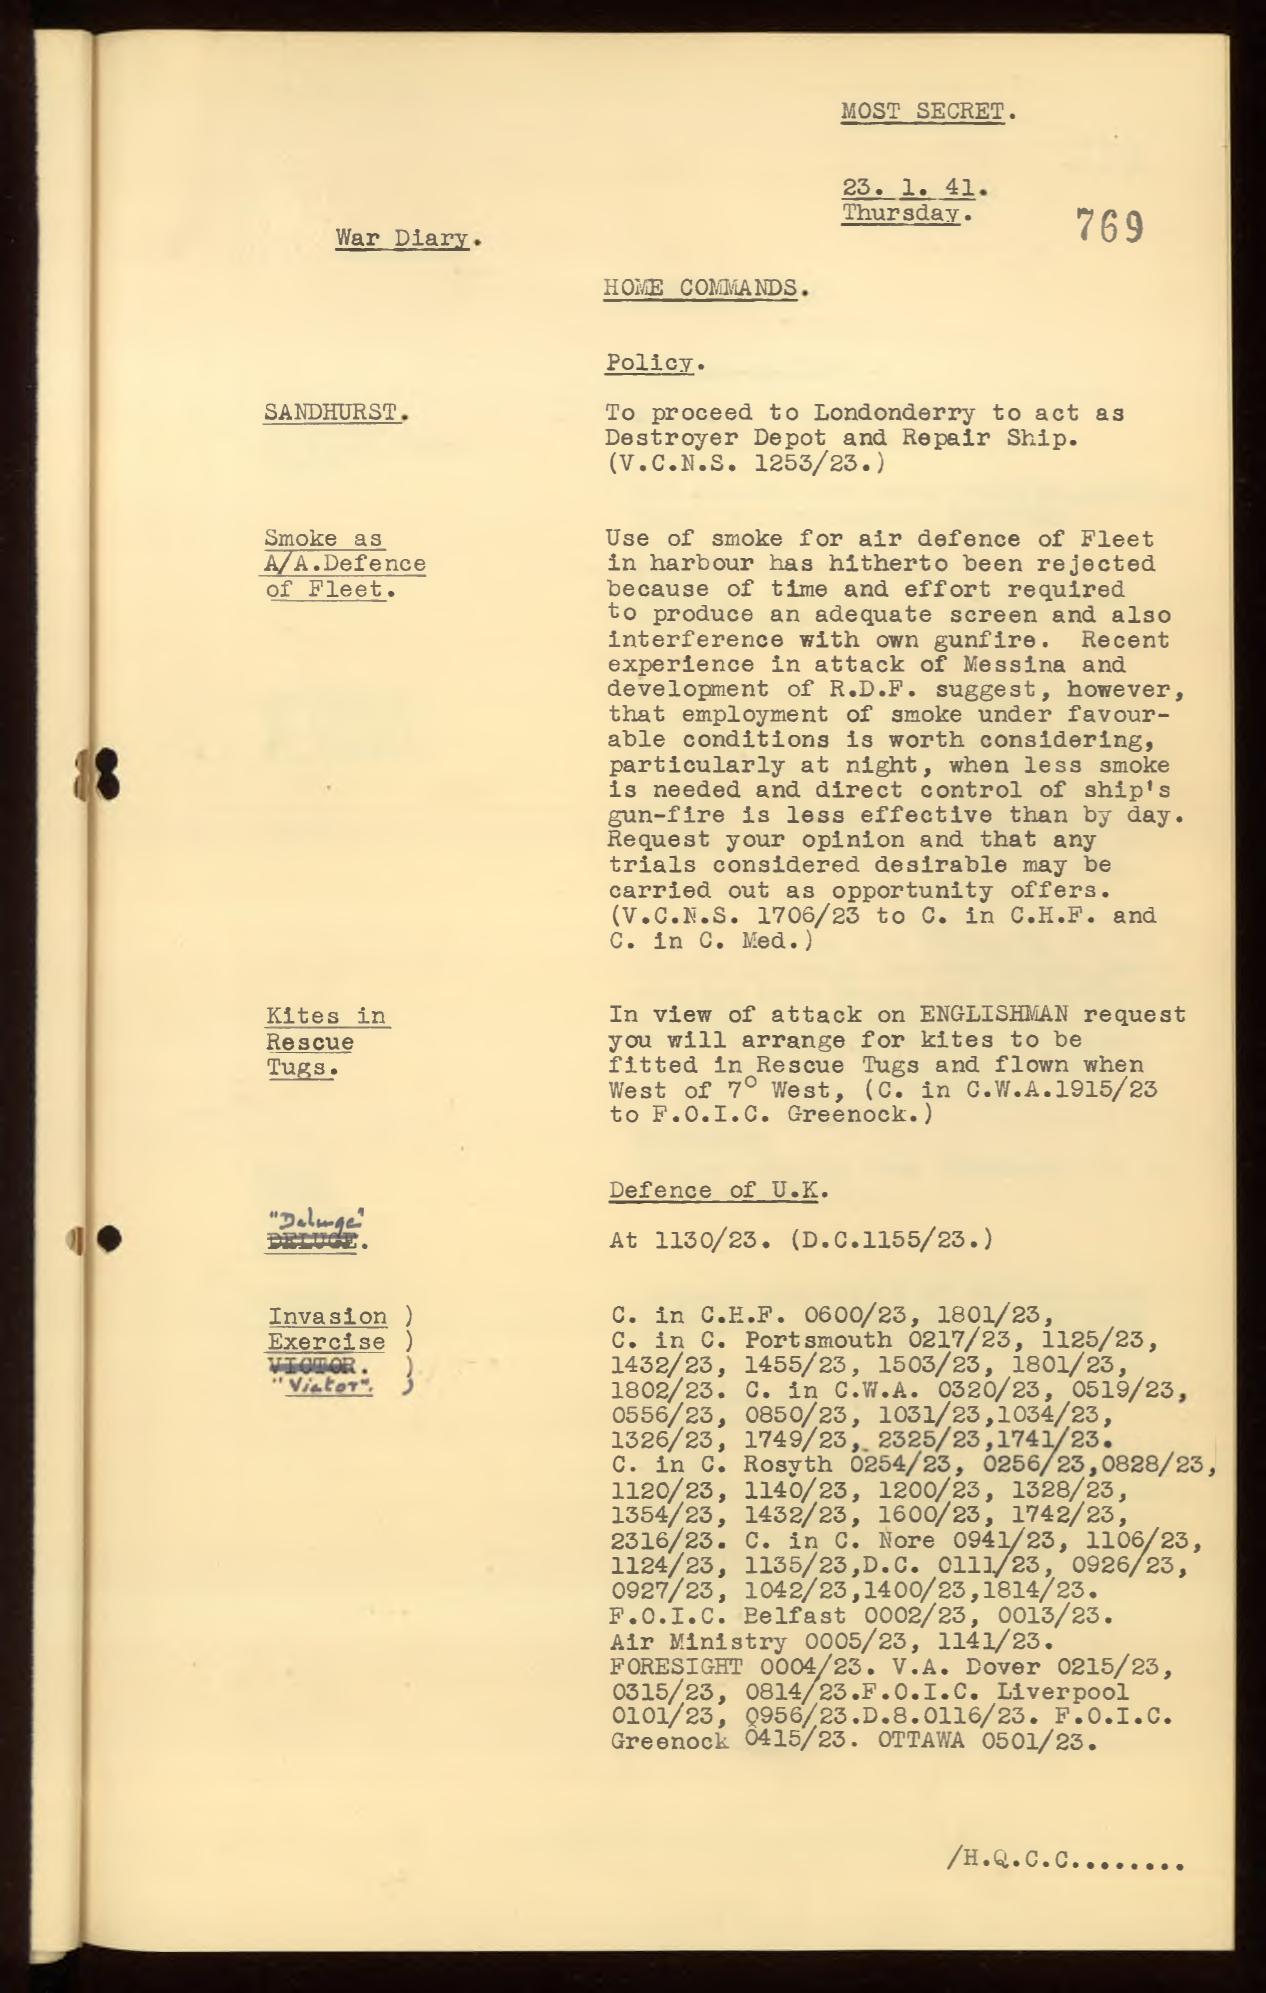 MOST SECRET.
23. 1. 41.
Thursday.
769
War Diary.
HOME COMMANDS.
Policy.
SANDHURST.
To proceed to Londonderry to act as
Destroyer Depot and Repair Ship.
(V.C.N.S. 1253/23.)
Smoke as
A/A.Defence
of Fleet.
Use of smoke for air defence of Fleet
in harbour has hitherto been rejected
because of time and effort required
to produce an adequate screen and also
interference with own gunfire. Recent
experience in attack of Messina and
development of R.D.F. suggest, however,
that employment of smoke under favour-
able conditions is worth considering,
particularly at night, when less smoke
is needed and direct control of ship's
gun-fire is less effective than by day.
Request your opinion and that any
trials considered desirable may be
carried out as opportunity offers.
(V.C.N.S. 1706/23 to C. in C.H.F. and
C. in C. Med.)
Kites in
Rescue
Tugs.
In view of attack on ENGLISHMAN request
you will arrange for kites to be
fitted in Rescue Tugs and flown when
West of 7° West, (C. in C.W.A.1915/23
to F.O.I.C. Greenock.)
Defence of U.K.
"Deluge"
DELUGE.
At 1130/23. (D.C.1155/23.)
Invasion )
Exercise )
VICTOR. )
"Victor". )
C. in C.H.F. 0600/23, 1801/23,
C. in C. Portsmouth 0217/23, 1125/23,
1432/23, 1455/23, 1503/23, 1801/23,
1802/23. C. in C.W.A. 0320/23, 0519/23,
0556/23, 0850/23, 1031/23,1034/23,
1326/23, 1749/23, 2325/23,1741/23.
C. in C. Rosyth 0254/23, 0256/23,0828/23,
1120/23, 1140/23, 1200/23, 1328/23,
1354/23, 1432/23, 1600/23, 1742/23,
2316/23. C. in C. Nore 0941/23, 1106/23,
1124/23, 1135/23,D.C. 0111/23, 0926/23,
0927/23, 1042/23,1400/23,1814/23.
F.O.I.C. Belfast 0002/23, 0013/23.
Air Ministry 0005/23, 1141/23.
FORESIGHT 0004/23. V.A. Dover 0215/23,
0315/23, 0814/23.F.O.I.C. Liverpool
0101/23, 0956/23.D.8.0116/23. F.O.I.C.
Greenock 0415/23. OTTAWA 0501/23.
/H.Q.C.C........